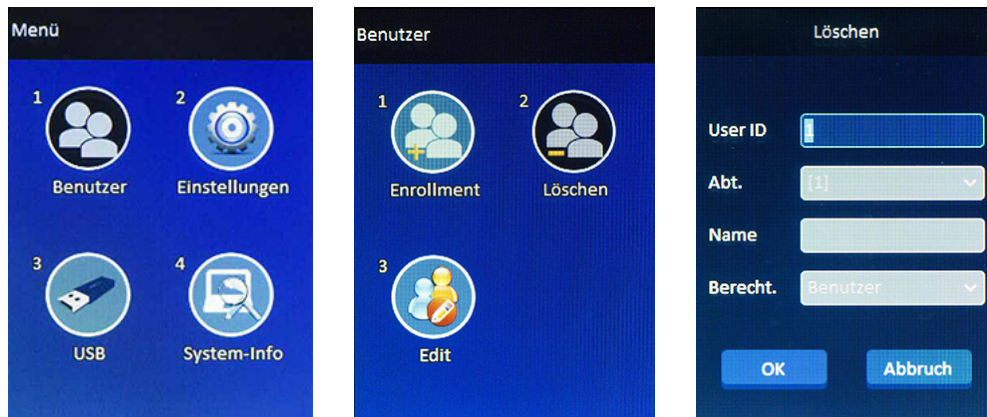 Menü
1 2
Benutzer Einstellungen
3 4
USB System-Info
Benutzer
1 2
Enrollment Löschen
3
Edit
Löschen
User ID 1
Abt. [1]
Name
Berecht. Benutzer
OK Abbruch